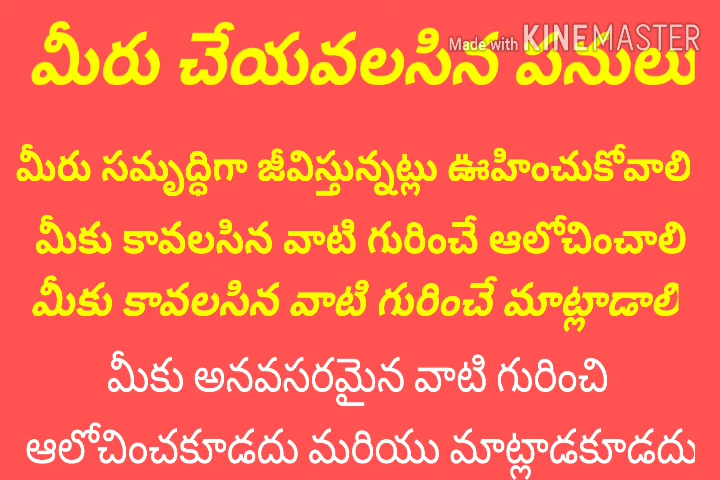 Made with KINEMASTER
మీరు చేయవలసిన పనులు
మీరు సమృద్ధిగా జీవిస్తున్నట్లు ఊహించుకోవాలి
మీకు కావలసిన వాటి గురించే ఆలోచించాలి
మీకు కావలసిన వాటి గురించే మాట్లాడాలి
మీకు అనవసరమైన వాటి గురించి
ఆలోచించకూడదు మరియు మాట్లాడకూడదు